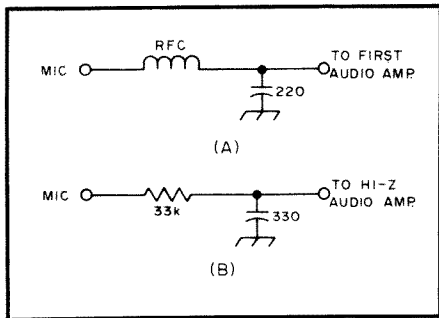 RFC
MIC
TO FIRST
AUDIO AMP.
220
(A)
MIC
33k
TO HI-Z
AUDIO AMP.
330
(B)